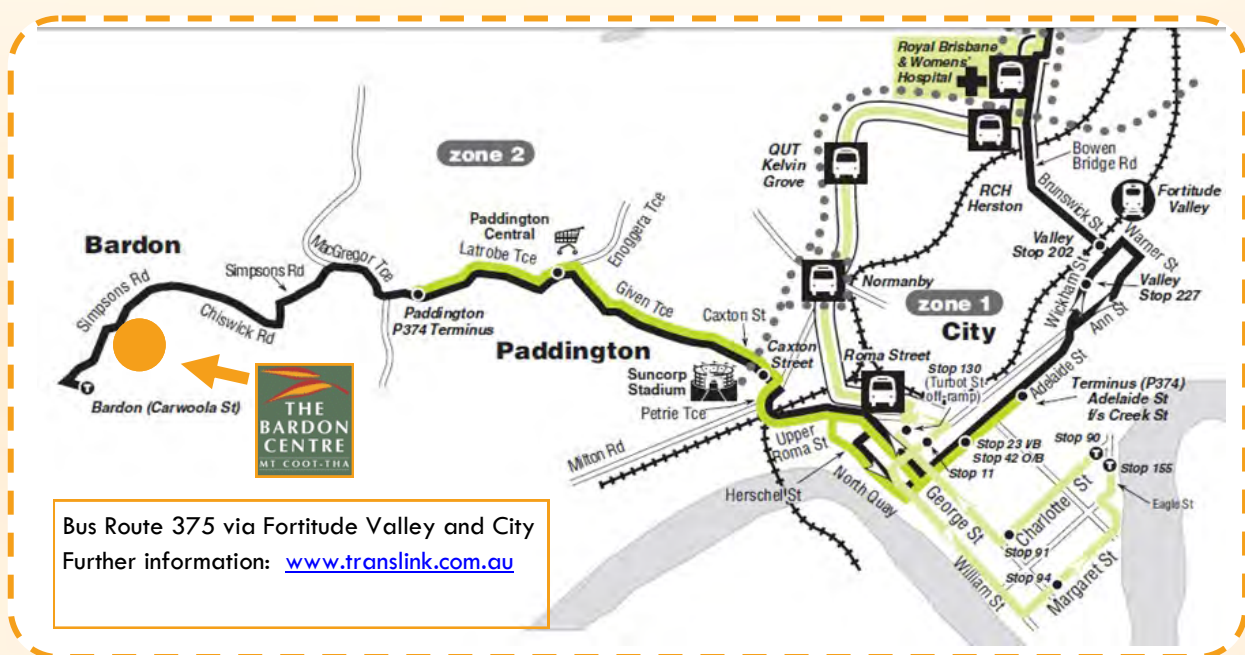 Royal Brisbane
& Womens'
Hospital
zone 2
QUT
Kelvin
Grove
Bowen
Bridge Rd
RCH
Herston
Brunswick St
Fortitude
Valley
Paddington
Central
Enoggera Tce
Bardon
MacGregor Tce
Latrobe Tce
Valley
Stop 202
Warner St
Simpsons Rd
Simpsons Rd
Chiswick Rd
Normanby
Wickham St
Valley
Stop 227
Given Tce
zone 1
City
Ann St
Paddington
P374 Terminus
Caxton St
Paddington
Caxton
Street
Roma Street
Stop 130
(Turbot St
off-ramp)
Adelaide St
Suncorp
Stadium
Terminus (P374)
Adelaide St
f/s Creek St
Bardon (Carwoola St)
THE
BARDON
CENTRE
MT COOT-THA
Petrie Tce
Milton Rd
Upper
Roma St
Stop 23 I/B
Stop 42 O/B
Stop 11
Stop 90
Stop 155
Herschel St
North Quay
George St
Charlotte St
Eagle St
Stop 91
Stop 94
William St
Margaret St
Bus Route 375 via Fortitude Valley and City
Further information: www.translink.com.au